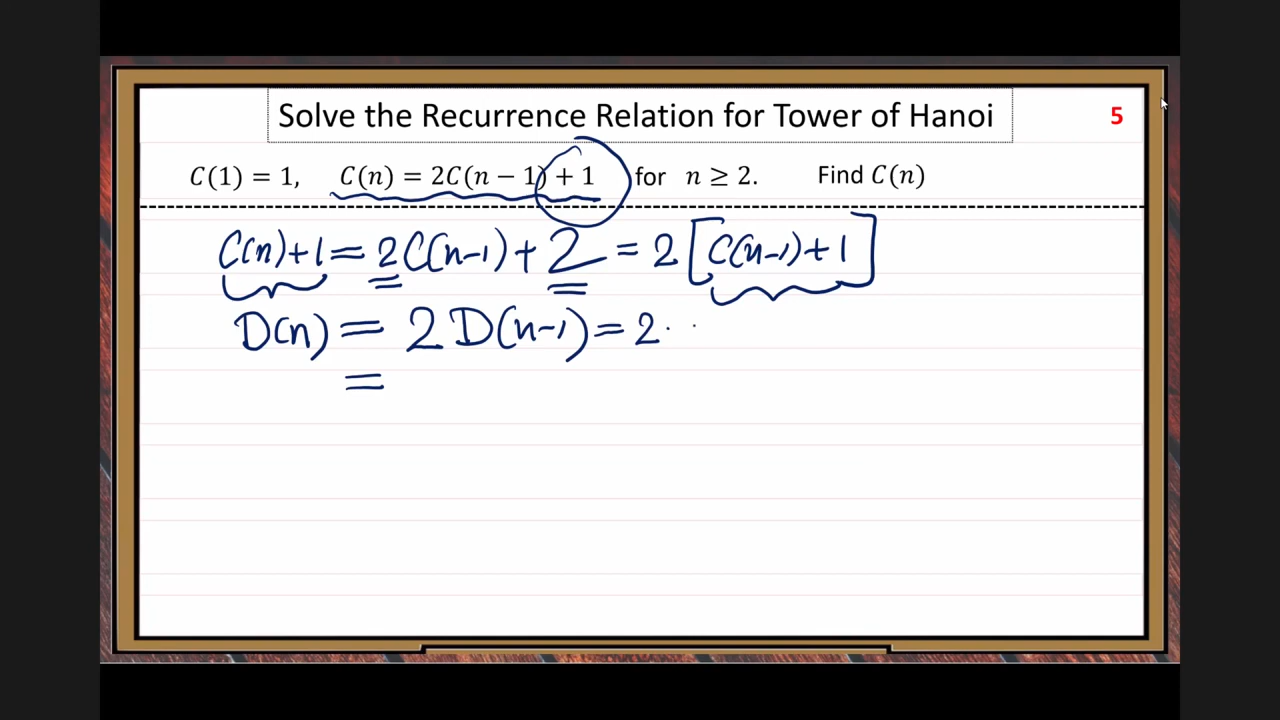 Solve the Recurrence Relation for Tower of Hanoi 5
C(1) = 1, C(n) = 2C(n − 1) + 1 for n ≥ 2. Find C(n)
C(n)+1 = 2C(n-1) + 2 = 2 [C(n-1)+1]
D(n) = 2D(n-1) = 2 ·
=